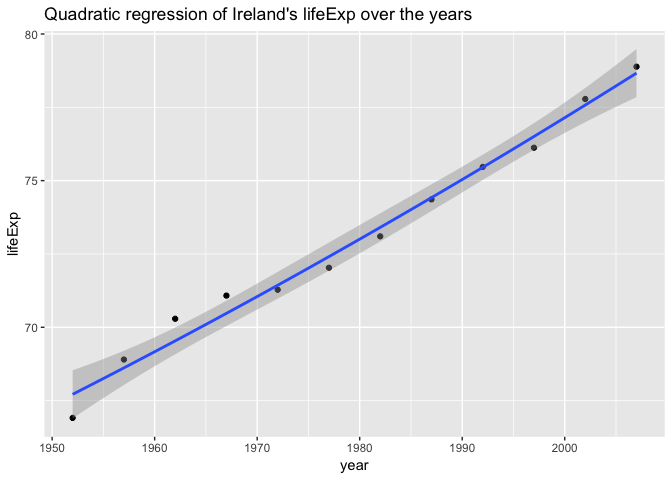 Quadratic regression of Ireland's lifeExp over the years
80
75
70
lifeExp
1950 1960 1970 1980 1990 2000
year